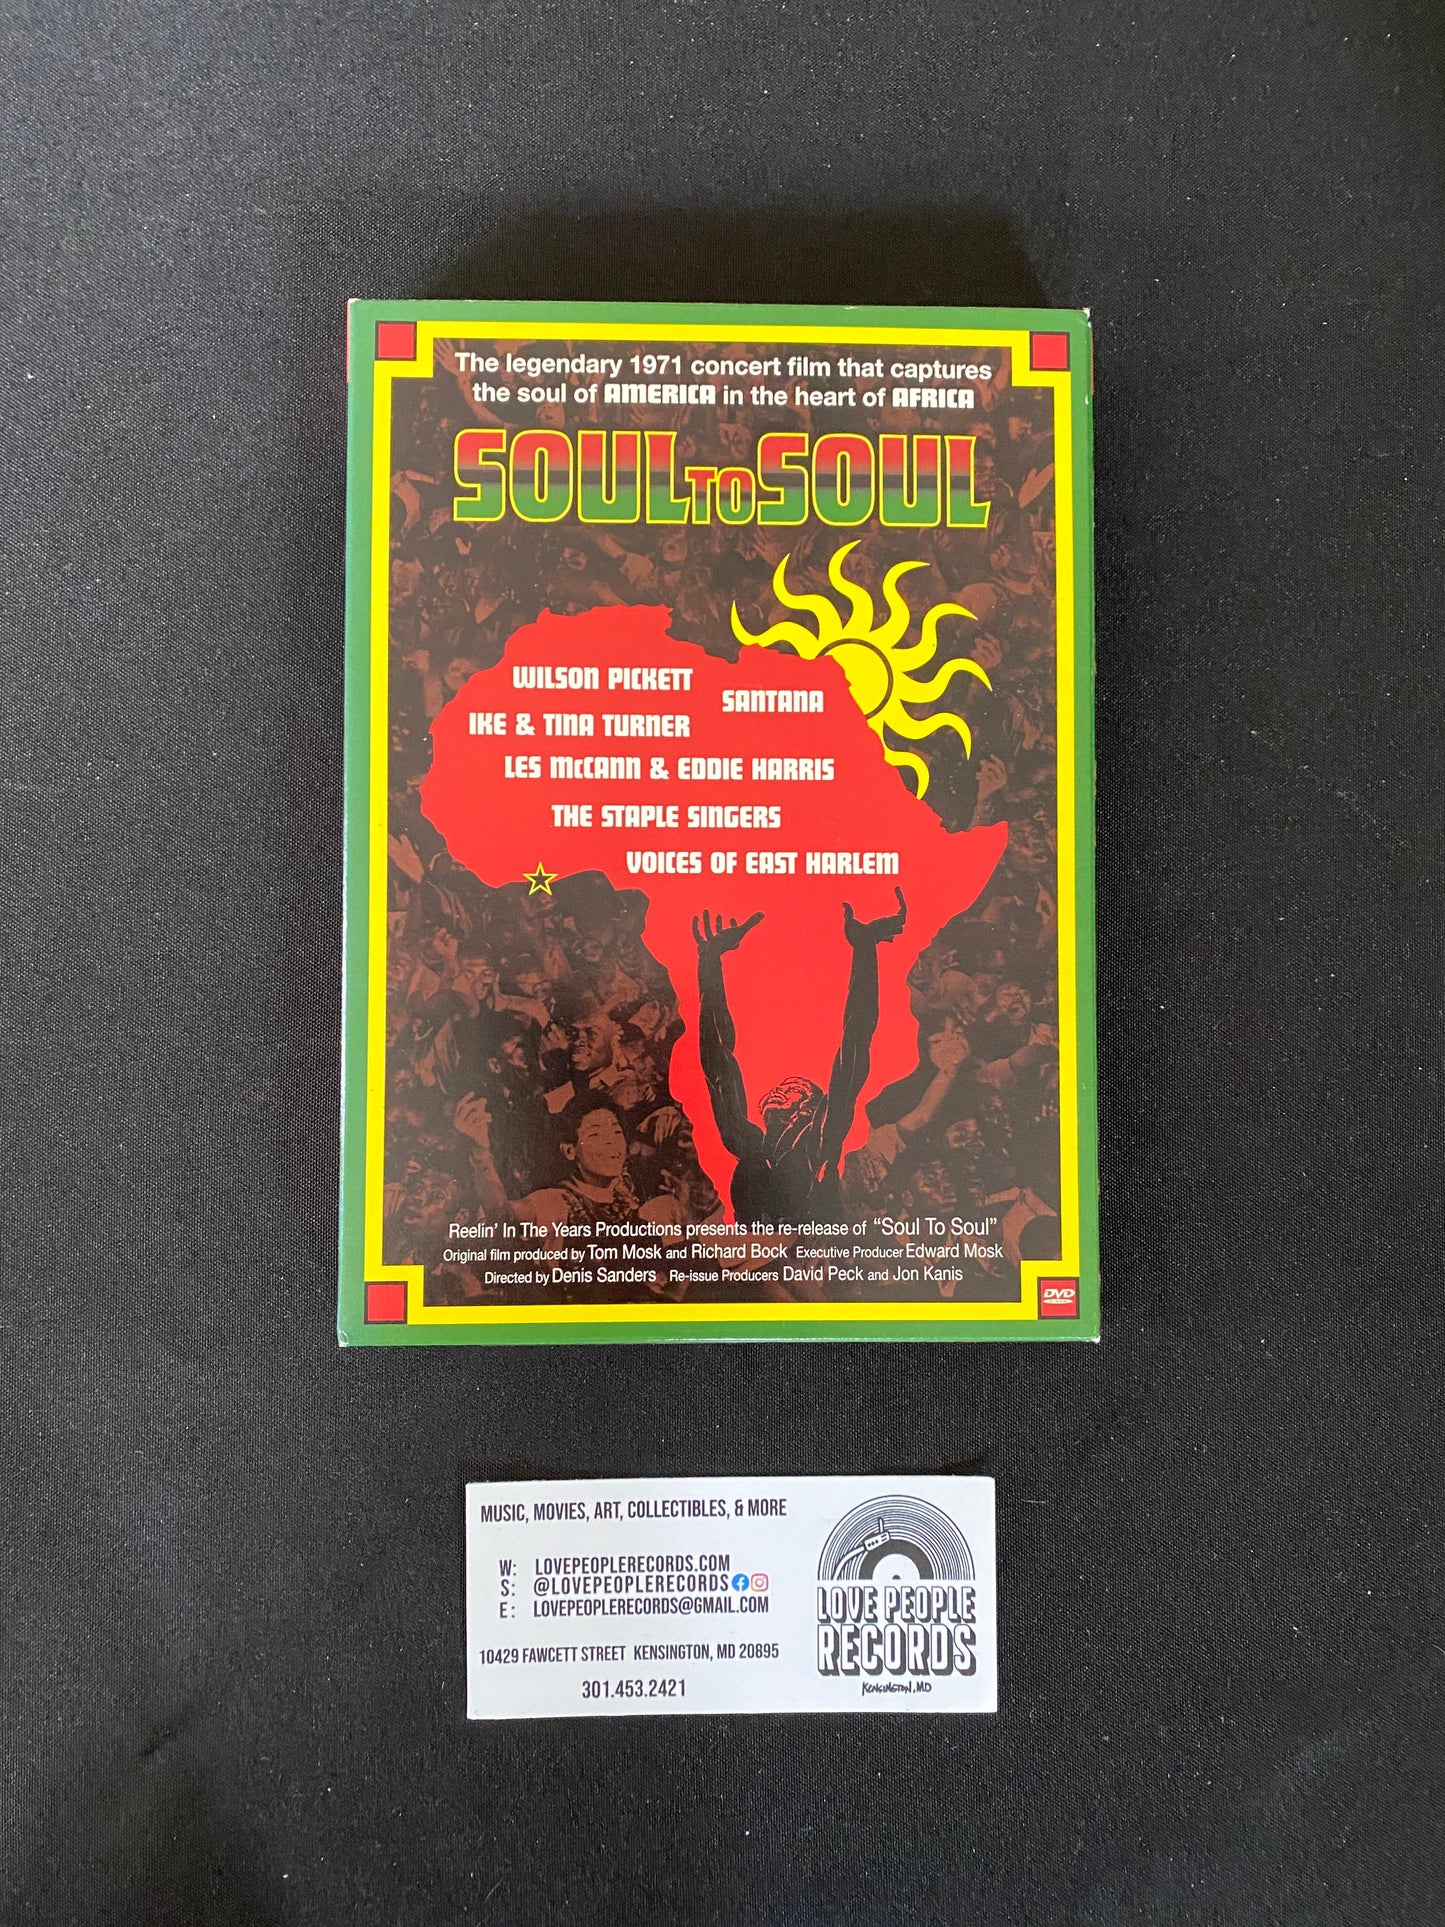 The legendary 1971 concert film that captures
the soul of AMERICA in the heart of AFRICA
SOUL TO SOUL
WILSON PICKETT
SANTANA
IKE & TINA TURNER
LES McCANN & EDDIE HARRIS
THE STAPLE SINGERS
VOICES OF EAST HARLEM
Reelin' In The Years Productions presents the re-release of "Soul To Soul"
Original film produced by Tom Mosk and Richard Bock Executive Producer Edward Mosk
Directed by Denis Sanders Re-issue Producers David Peck and Jon Kanis
DVD
MUSIC, MOVIES, ART, COLLECTIBLES, & MORE
W: LOVEPEOPLERECORDS.COM
S: @LOVEPEOPLERECORDS
E: LOVEPEOPLERECORDS@GMAIL.COM
10429 FAWCETT STREET KENSINGTON, MD 20895
301.453.2421
LOVE PEOPLE
RECORDS
KENSINGTON, MD